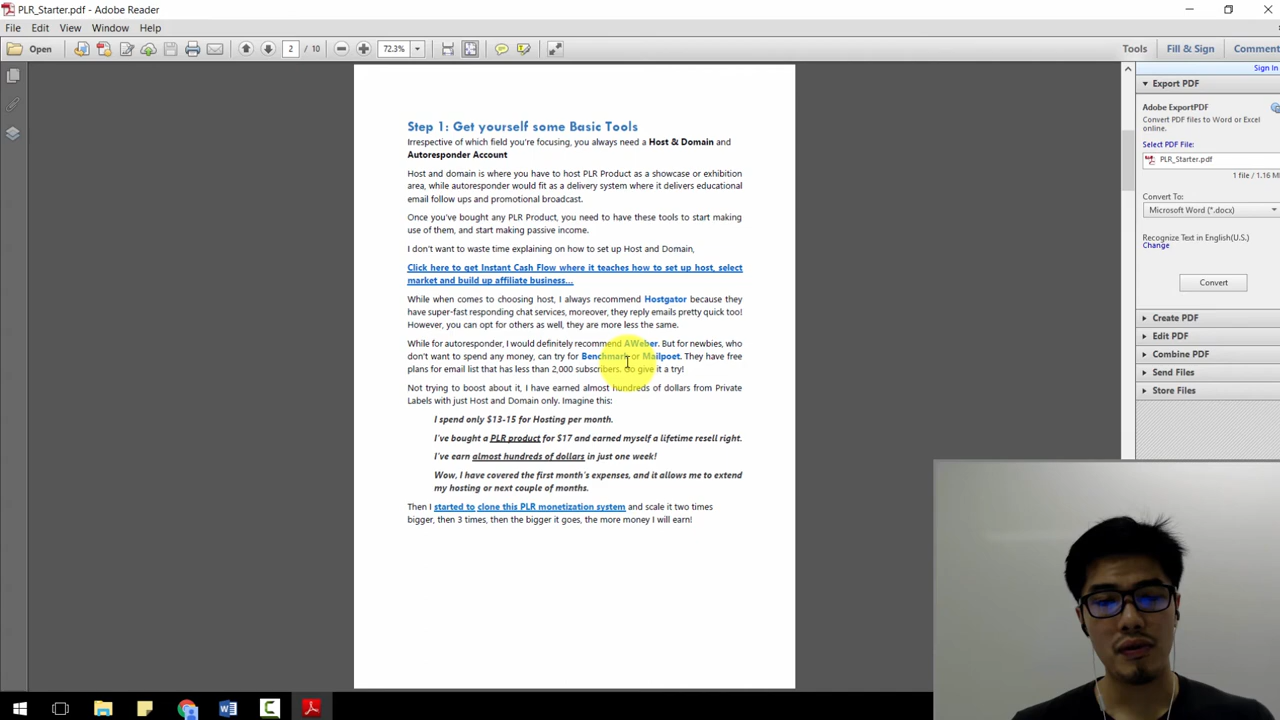 PLR_Starter.pdf - Adobe Reader
File Edit View Window Help
Open 2 / 10 72.3% Tools Fill & Sign Comment
Sign In
Export PDF
Adobe ExportPDF
Convert PDF files to Word or Excel
online.
Select PDF File:
PLR_Starter.pdf
1 file / 1.16 M
Convert To:
Microsoft Word (*.docx)
Recognize Text in English(U.S.)
Change
Convert
Create PDF
Edit PDF
Combine PDF
Send Files
Store Files
Step 1: Get yourself some Basic Tools
Irrespective of which field you're focusing, you always need a Host & Domain and
Autoresponder Account
Host and domain is where you have to host PLR Product as a showcase or exhibition
area, while autoresponder would fit as a delivery system where it delivers educational
email follow ups and promotional broadcast.
Once you've bought any PLR Product, you need to have these tools to start making
use of them, and start making passive income.
I don't want to waste time explaining on how to set up Host and Domain,
Click here to get Instant Cash Flow where it teaches how to set up host, select
market and build up affiliate business...
While when comes to choosing host, I always recommend Hostgator because they
have super-fast responding chat services, moreover, they reply emails pretty quick too!
However, you can opt for others as well, they are more less the same.
While for autoresponder, I would definitely recommend AWeber. But for newbies, who
don't want to spend any money, can try for Benchmark or Mailpoet. They have free
plans for email list that has less than 2,000 subscribers. Go give it a try!
Not trying to boost about it, I have earned almost hundreds of dollars from Private
Labels with just Host and Domain only. Imagine this:
I spend only $13-15 for Hosting per month.
I've bought a PLR product for $17 and earned myself a lifetime resell right.
I've earn almost hundreds of dollars in just one week!
Wow, I have covered the first month's expenses, and it allows me to extend
my hosting or next couple of months.
Then I started to clone this PLR monetization system and scale it two times
bigger, then 3 times, then the bigger it goes, the more money I will earn!